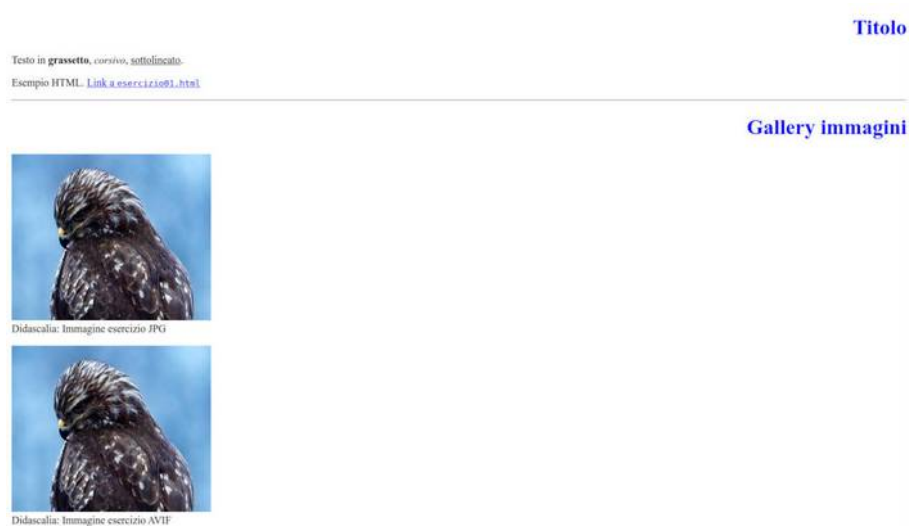 Titolo
Testo in grassetto, corsivo, sottolineato.
Esempio HTML. Link a esercizio01.html
Gallery immagini
Didascalia: Immagine esercizio JPG
Didascalia: Immagine esercizio AVIF